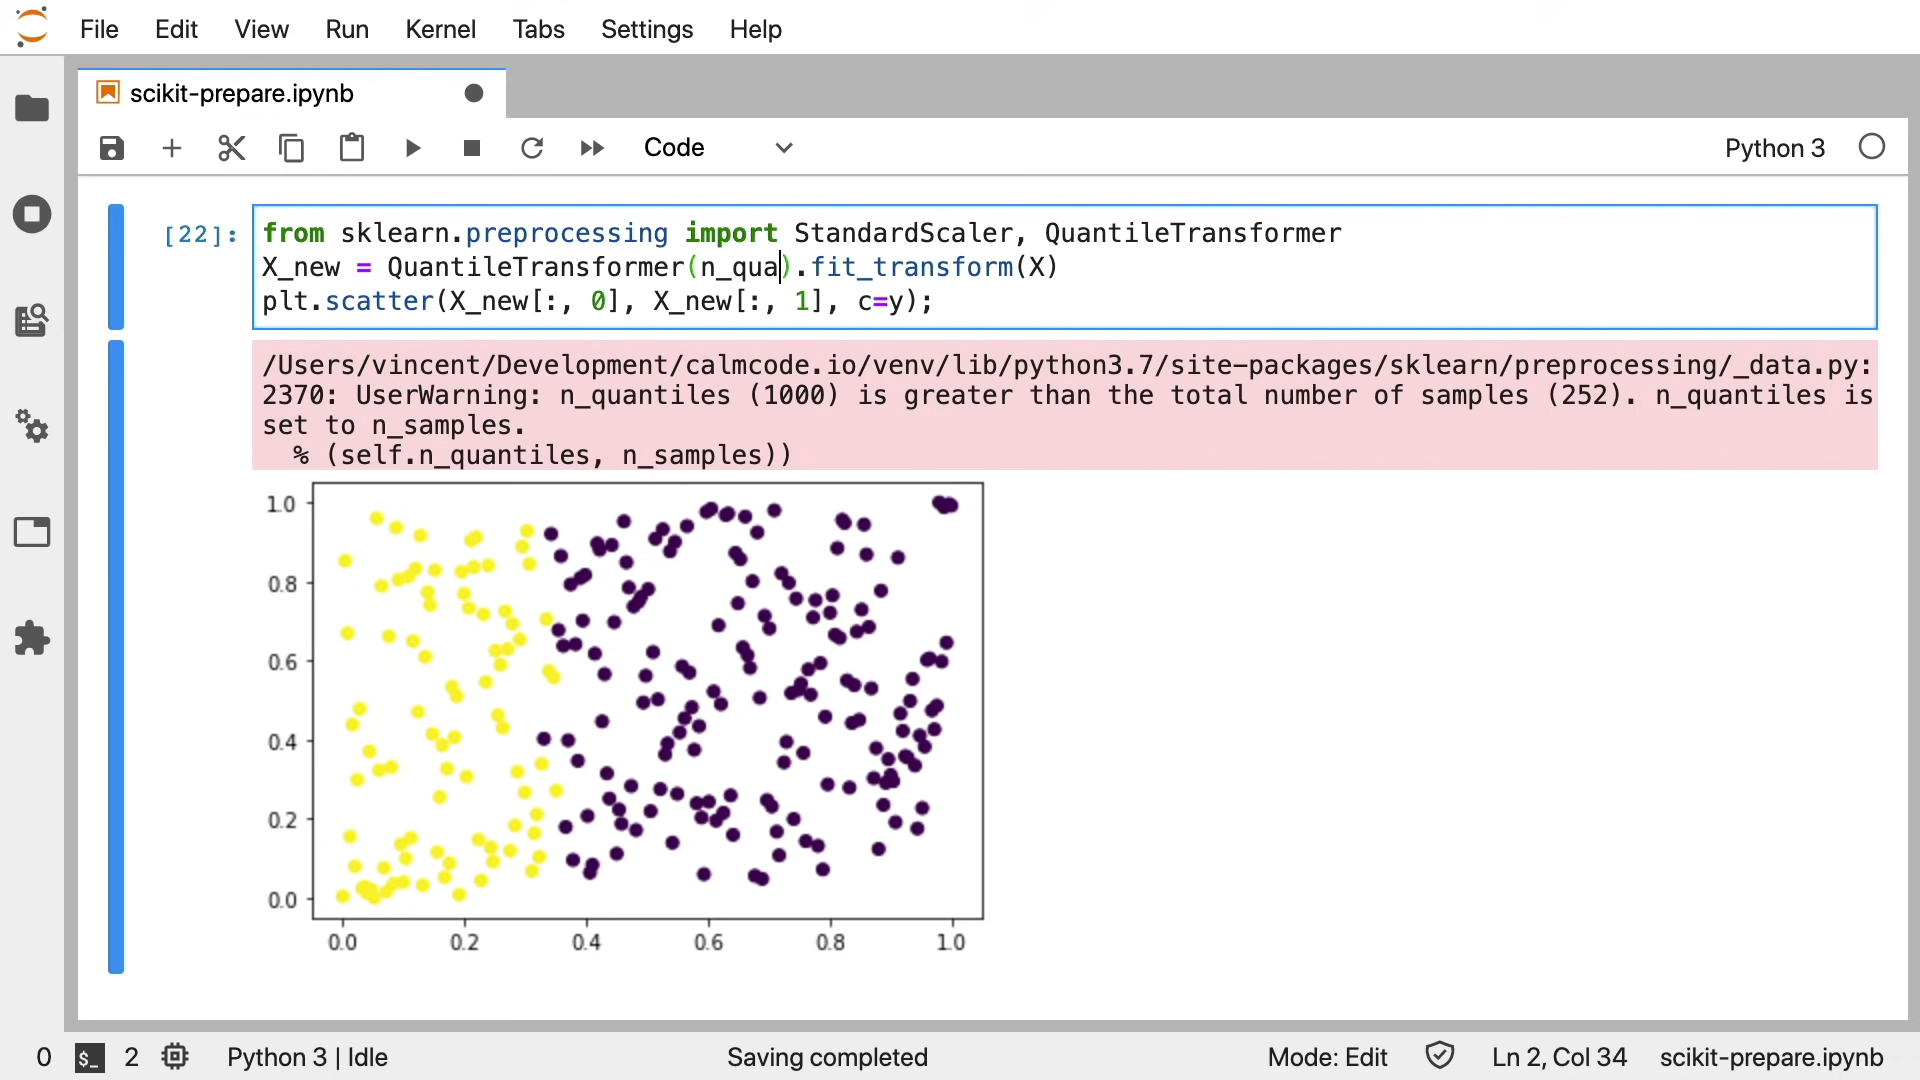 File Edit View Run Kernel Tabs Settings Help
scikit-prepare.ipynb
Code
Python 3
[22]:
from sklearn.preprocessing import StandardScaler, QuantileTransformer
X_new = QuantileTransformer(n_qua).fit_transform(X)
plt.scatter(X_new[:, 0], X_new[:, 1], c=y);
/Users/vincent/Development/calmcode.io/venv/lib/python3.7/site-packages/sklearn/preprocessing/_data.py:
2370: UserWarning: n_quantiles (1000) is greater than the total number of samples (252). n_quantiles is
set to n_samples.
% (self.n_quantiles, n_samples))
1.0
0.8
0.6
0.4
0.2
0.0
0.0 0.2 0.4 0.6 0.8 1.0
0 $_ 2 Python 3 | Idle Saving completed Mode: Edit Ln 2, Col 34 scikit-prepare.ipynb